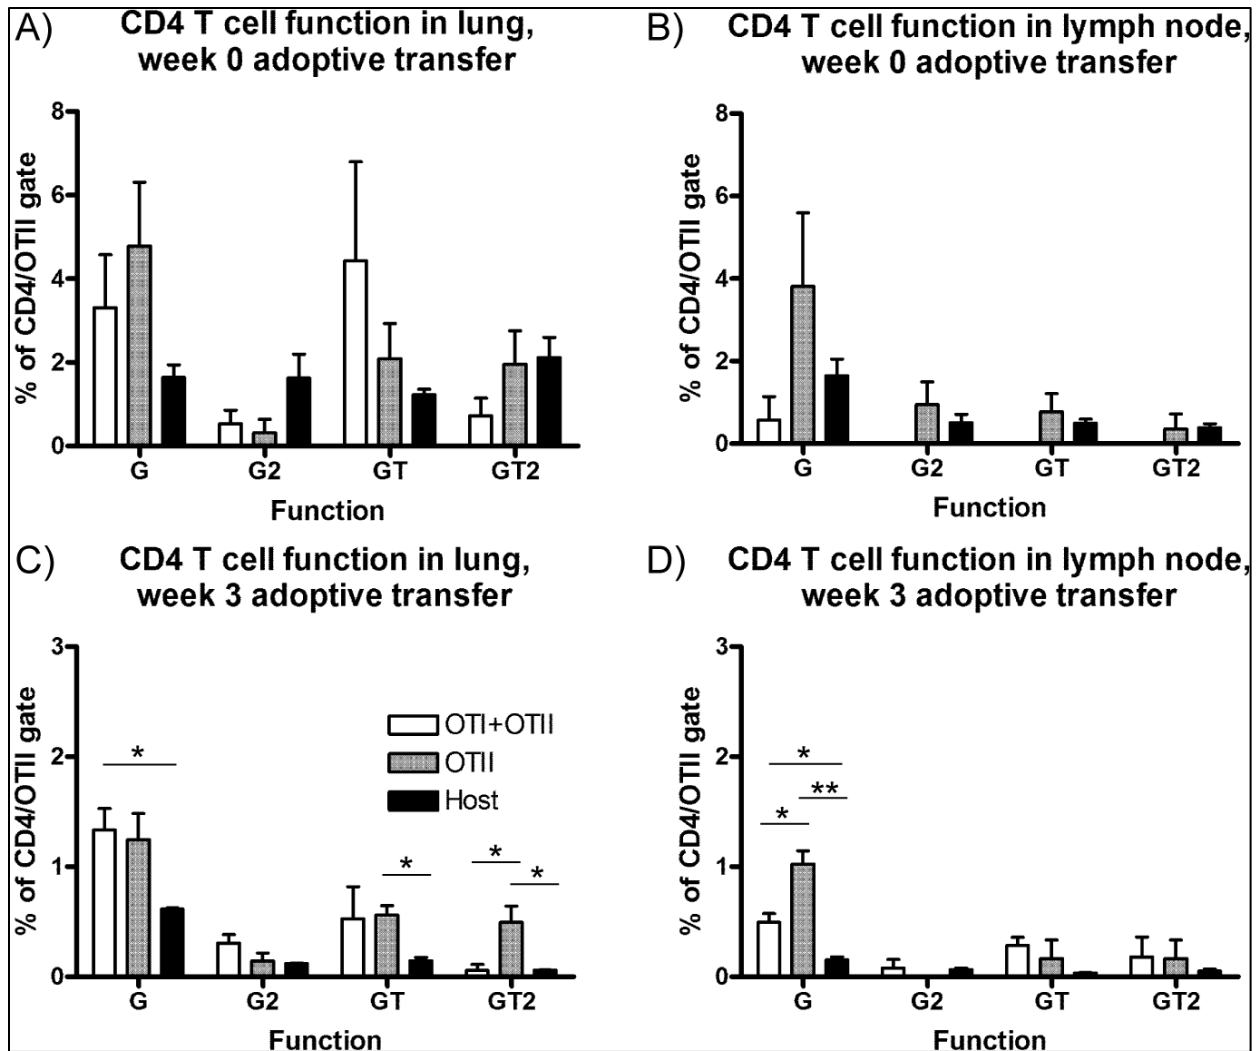 A)
CD4 T cell function in lung,
week 0 adoptive transfer
% of CD4/OTII gate
8
6
4
2
0
G G2 GT GT2
Function
B)
CD4 T cell function in lymph node,
week 0 adoptive transfer
% of CD4/OTII gate
8
6
4
2
0
G G2 GT GT2
Function
C)
CD4 T cell function in lung,
week 3 adoptive transfer
% of CD4/OTII gate
3
2
1
0
OTI+OTII
OTII
Host
*
*
*
*
G G2 GT GT2
Function
D)
CD4 T cell function in lymph node,
week 3 adoptive transfer
% of CD4/OTII gate
3
2
1
0
*
**
*
G G2 GT GT2
Function